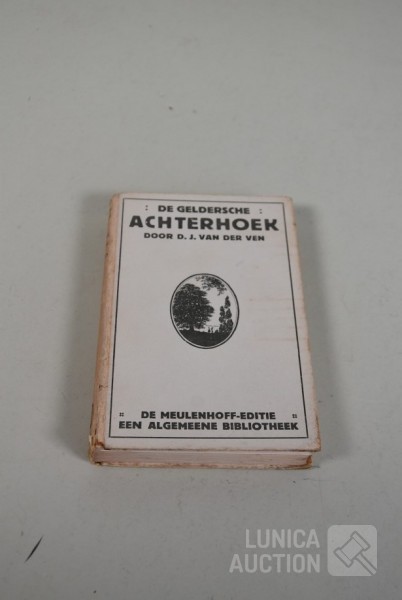 : DE GELDERSCHE :
ACHTERHOEK
DOOR D. J. VAN DER VEN
:: DE MEULENHOFF-EDITIE ::
EEN ALGEMEENE BIBLIOTHEEK
LUNICA
AUCTION